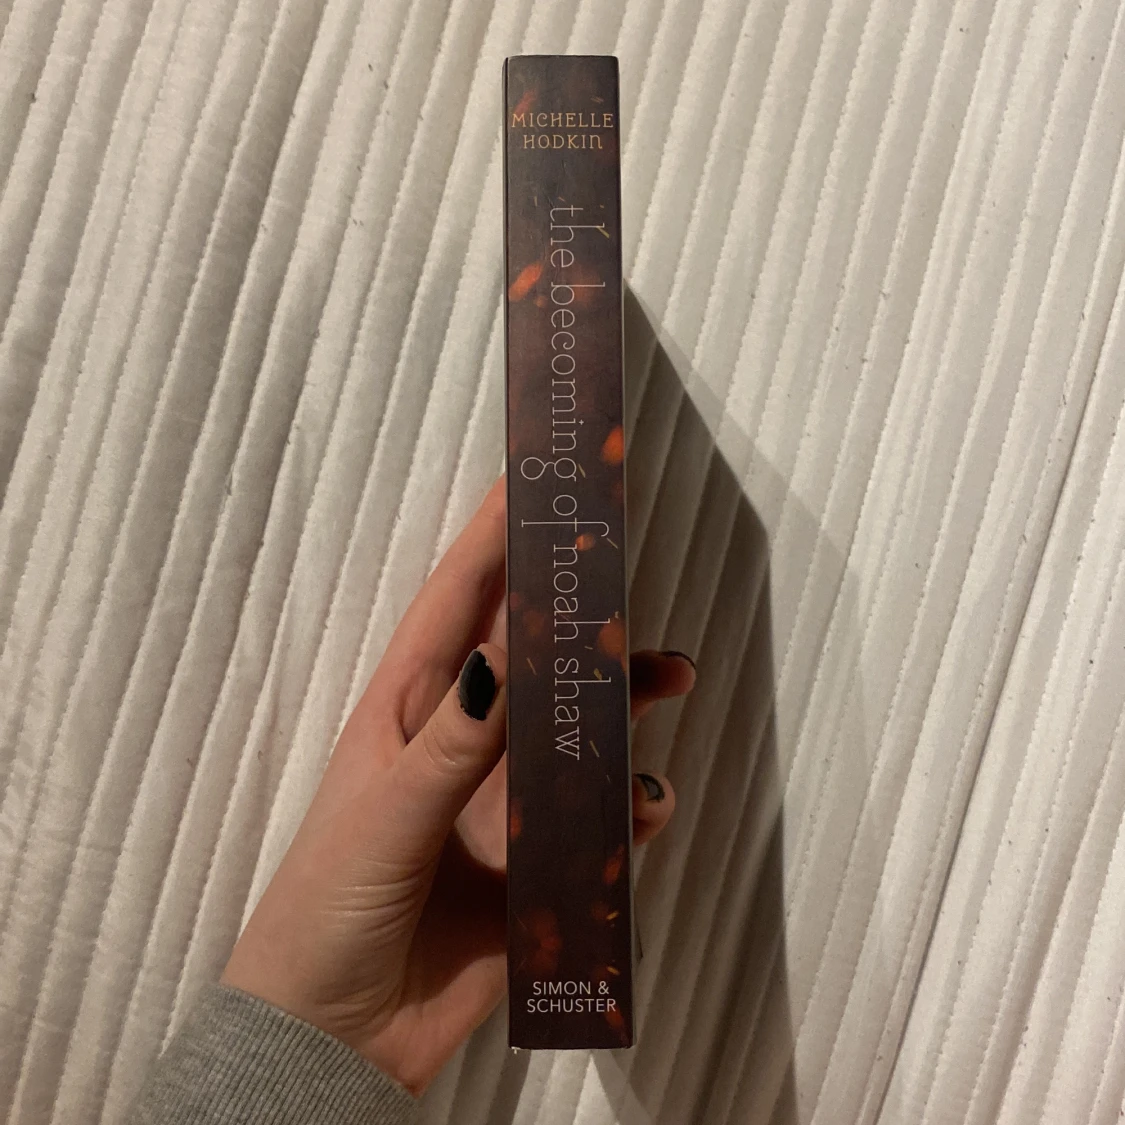 MICHELLE
HODKIN
the becoming of noah shaw
SIMON &
SCHUSTER